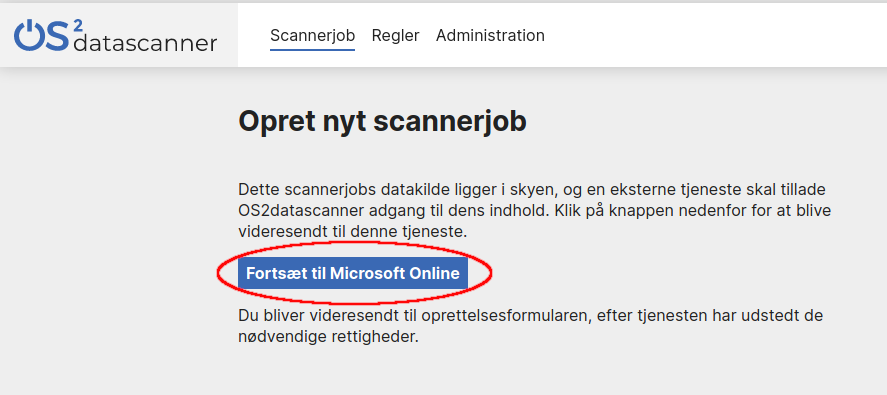 OS2
datascanner
Scannerjob Regler Administration
Opret nyt scannerjob
Dette scannerjobs datakilde ligger i skyen, og en eksterne tjeneste skal tillade
OS2datascanner adgang til dens indhold. Klik på knappen nedenfor for at blive
videresendt til denne tjeneste.
Fortsæt til Microsoft Online
Du bliver videresendt til oprettelsesformularen, efter tjenesten har udstedt de
nødvendige rettigheder.